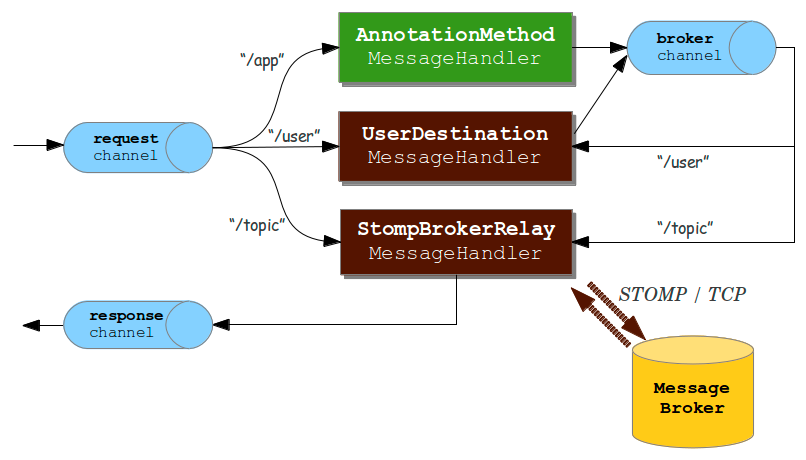 AnnotationMethod
MessageHandler
broker
channel
“/app”
request
channel
“/user”
UserDestination
MessageHandler
“/user”
“/topic”
StompBrokerRelay
MessageHandler
“/topic”
response
channel
STOMP / TCP
Message
Broker